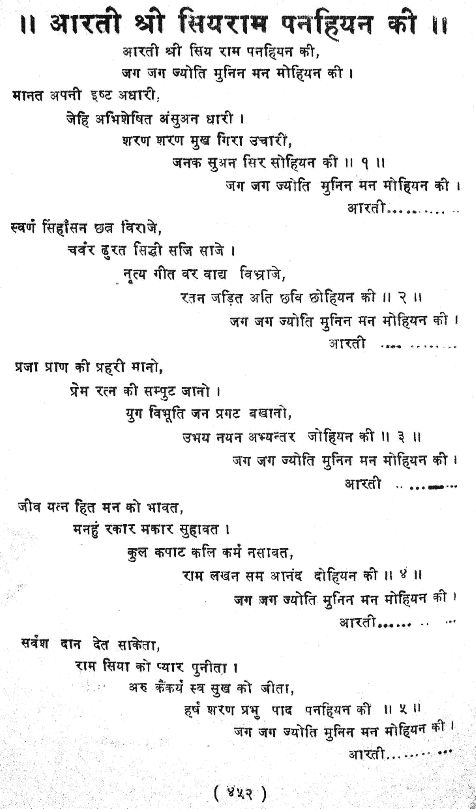 ॥ आरती श्री सियराम पनहियन की ॥
आरती श्री सिय राम पनहियन की,
जग जग ज्योति मुनिन मन मोहियन की ।
मानत अपनी इष्ट अधारी,
जेहि अभिशेषित अंसुअन धारी ।
शरण शरण मुख गिरा उचारी,
जनक सुअन सिर सोहियन की ॥ १ ॥
जग जग ज्योति मुनिन मन मोहियन की ।
आरती...........
स्वर्ण सिंहांसन छत्र विराजे,
चवंर ढुरत सिद्धी सजि साजे ।
नृत्य गीत वर वाद्य विभ्राजे,
रतन जड़ित अति छवि छोहियन की ॥ २ ॥
जग जग ज्योति मुनिन मन मोहियन की ।
आरती ...........
प्रजा प्राण की प्रहरी मानो,
प्रेम रत्न की सम्पुट जानो ।
युग विभूति जन प्रगट बखानो,
उभय नयन अभ्यन्तर जोहियन की ॥ ३ ॥
जग जग ज्योति मुनिन मन मोहियन की ।
आरती ...........
जीव यत्न हित मन को भावत,
मनहुं रकार मकार सुहावत ।
कुल कपाट कलि कर्म नसावत,
राम लखन सम आनंद दोहियन की ॥ ४ ॥
जग जग ज्योति मुनिन मन मोहियन की ।
आरती...........
सर्वश दान देत साकेता,
राम सिया को प्यार पुनीता ।
अरु कैंकर्य स्व सुख को जीता,
हर्ष शरण प्रभु पाद पनहियन की ॥ ५ ॥
जग जग ज्योति मुनिन मन मोहियन की ।
आरती...........
( ४५२ )